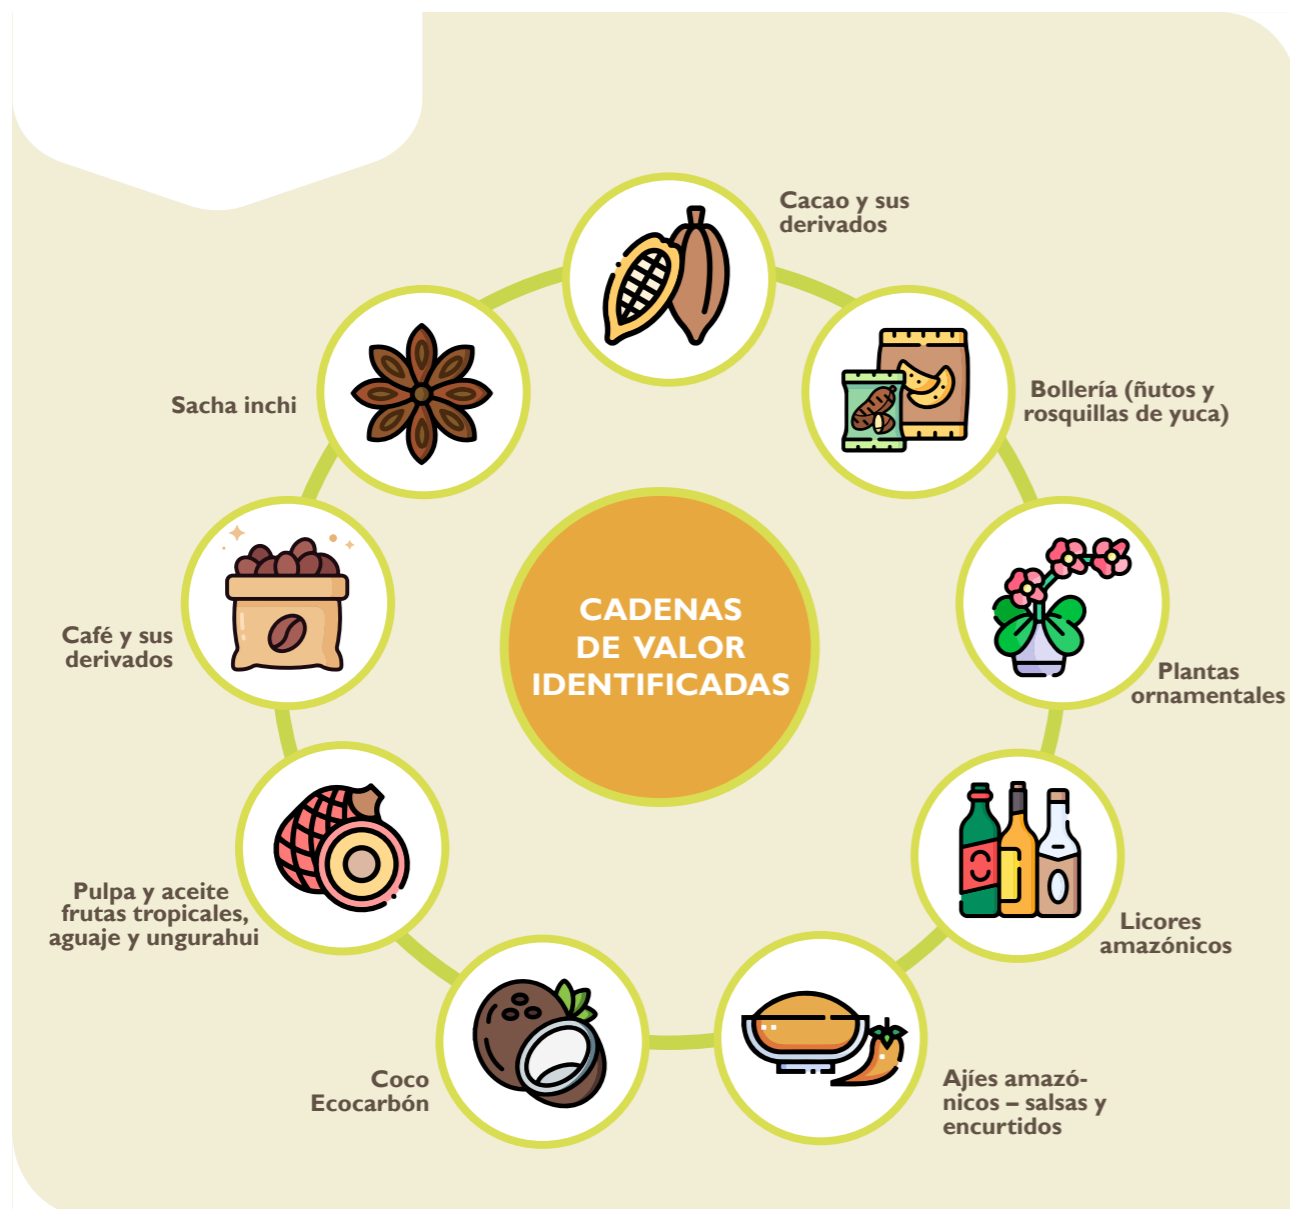 Cacao y sus
derivados
Bollería (ñutos y
rosquillas de yuca)
Plantas
ornamentales
Licores
amazónicos
Ajíes amazó-
nicos – salsas y
encurtidos
Coco
Ecocarbón
Pulpa y aceite
frutas tropicales,
aguaje y ungurahui
Café y sus
derivados
Sacha inchi
CADENAS
DE VALOR
IDENTIFICADAS